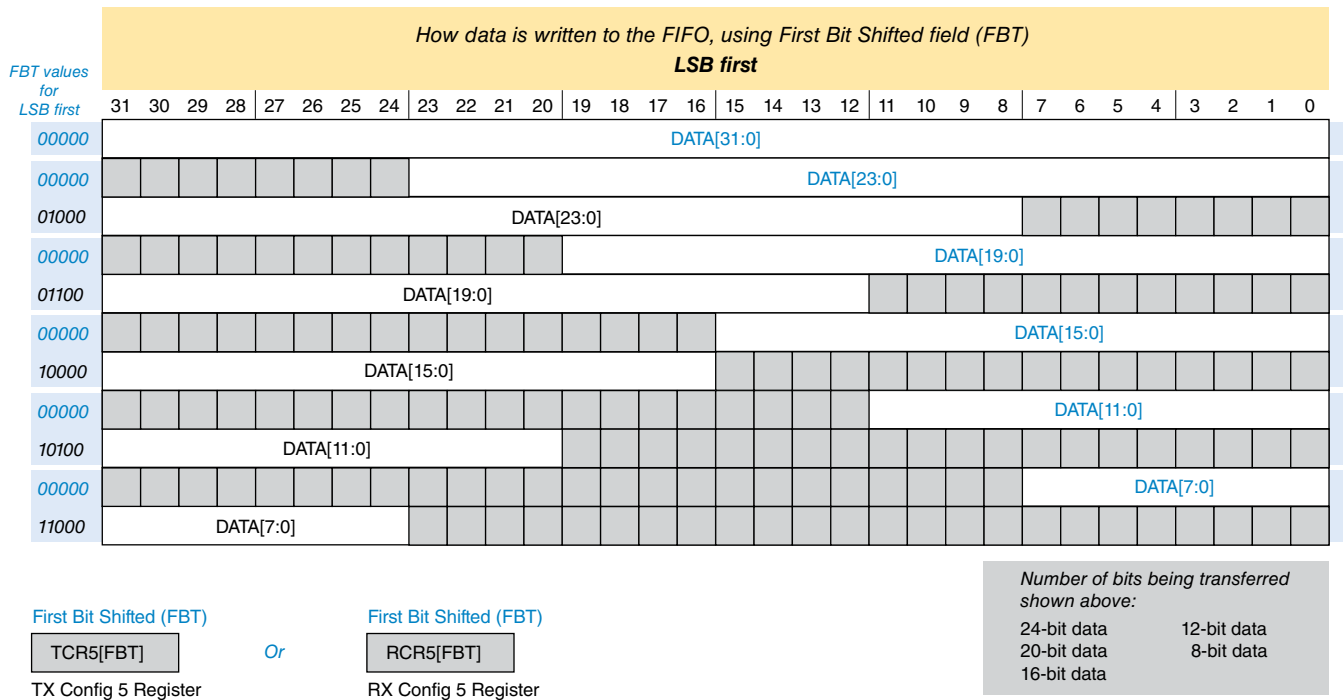 How data is written to the FIFO, using First Bit Shifted field (FBT)
LSB first
FBT values
for
LSB first
31 30 29 28 27 26 25 24 23 22 21 20 19 18 17 16 15 14 13 12 11 10 9 8 7 6 5 4 3 2 1 0
00000 DATA[31:0]
00000 DATA[23:0]
01000 DATA[23:0]
00000 DATA[19:0]
01100 DATA[19:0]
00000 DATA[15:0]
10000 DATA[15:0]
00000 DATA[11:0]
10100 DATA[11:0]
00000 DATA[7:0]
11000 DATA[7:0]
First Bit Shifted (FBT)
TCR5[FBT]
TX Config 5 Register
Or
First Bit Shifted (FBT)
RCR5[FBT]
RX Config 5 Register
Number of bits being transferred
shown above:
24-bit data 12-bit data
20-bit data 8-bit data
16-bit data